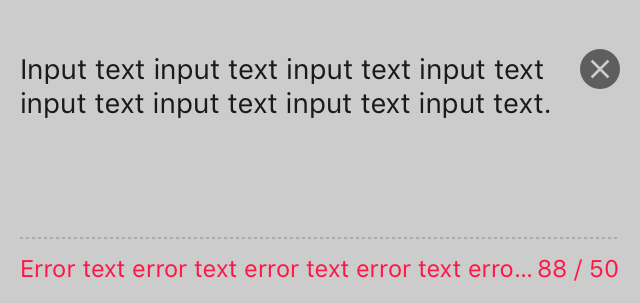 Input text input text input text input text
input text input text input text input text.
Error text error text error text error text erro... 88 / 50